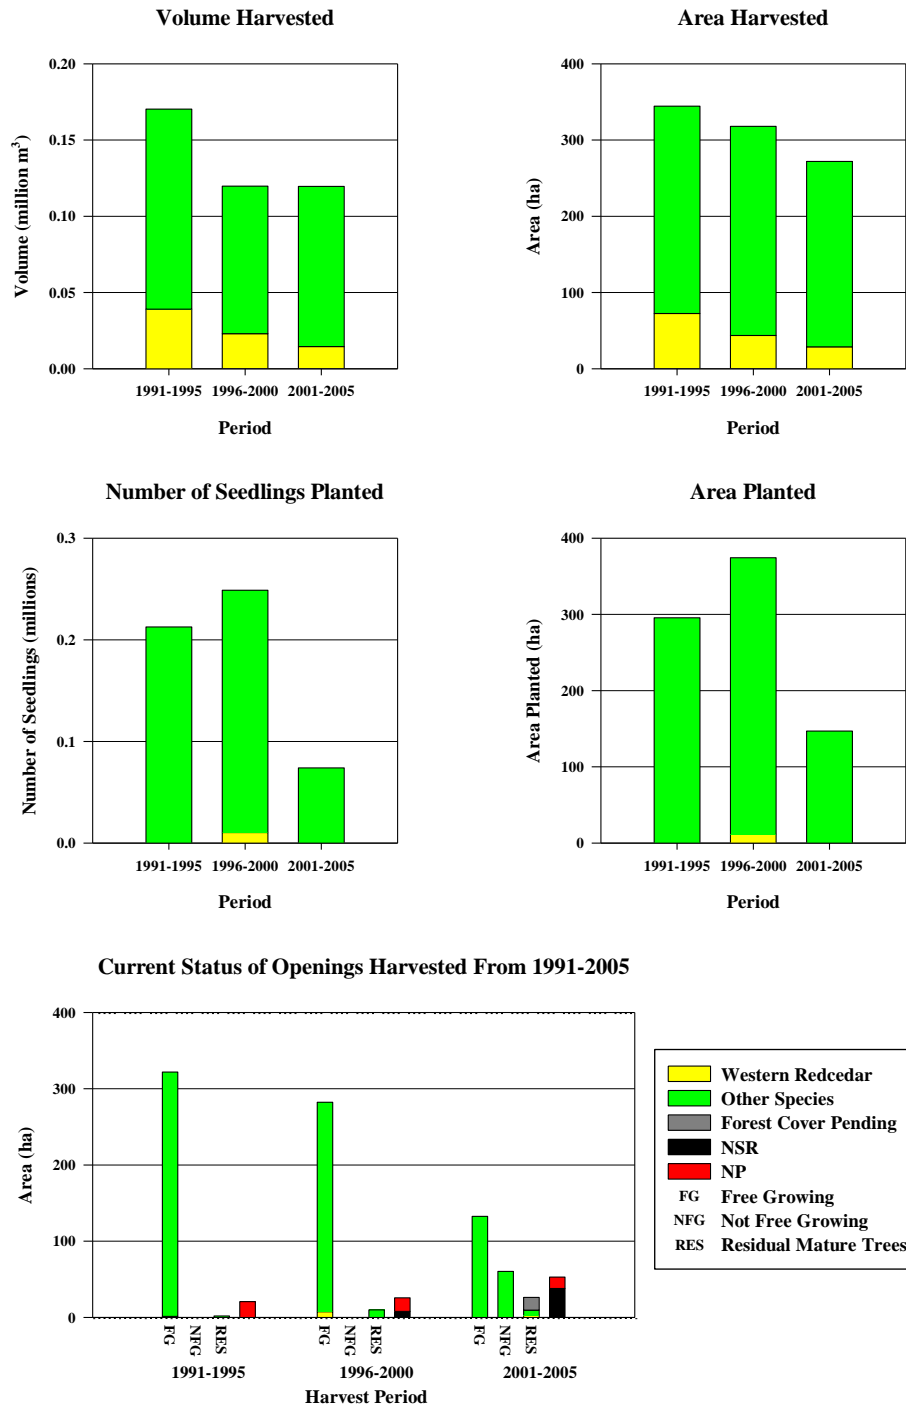 Volume Harvested
0.20
0.15
0.10
0.05
0.00
Volume (million m³)
1991-1995 1996-2000 2001-2005
Period
Area Harvested
400
300
200
100
0
Area (ha)
1991-1995 1996-2000 2001-2005
Period
Number of Seedlings Planted
0.3
0.2
0.1
0.0
Number of Seedlings (millions)
1991-1995 1996-2000 2001-2005
Period
Area Planted
400
300
200
100
0
Area Planted (ha)
1991-1995 1996-2000 2001-2005
Period
Current Status of Openings Harvested From 1991-2005
400
300
200
100
0
Area (ha)
FG NFG RES FG NFG RES FG NFG RES
1991-1995 1996-2000 2001-2005
Harvest Period
Western Redcedar
Other Species
Forest Cover Pending
NSR
NP
FG Free Growing
NFG Not Free Growing
RES Residual Mature Trees